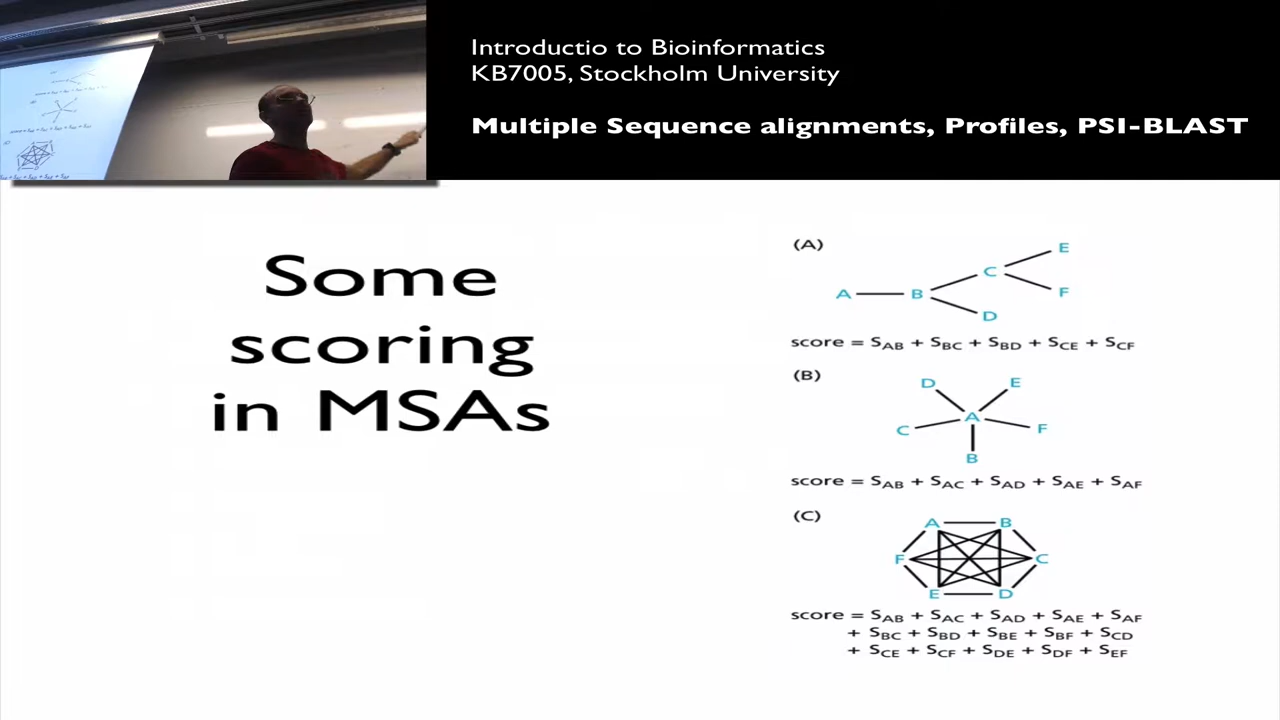 Introductio to Bioinformatics
KB7005, Stockholm University
Multiple Sequence alignments, Profiles, PSI-BLAST
Some
scoring
in MSAs
(A)
E
C
A
B
F
D
score = S_AB + S_BC + S_BD + S_CE + S_CF
(B)
D
E
A
C
F
B
score = S_AB + S_AC + S_AD + S_AE + S_AF
(C)
A
B
F
C
E
D
score = S_AB + S_AC + S_AD + S_AE + S_AF
+ S_BC + S_BD + S_BE + S_BF + S_CD
+ S_CE + S_CF + S_DE + S_DF + S_EF